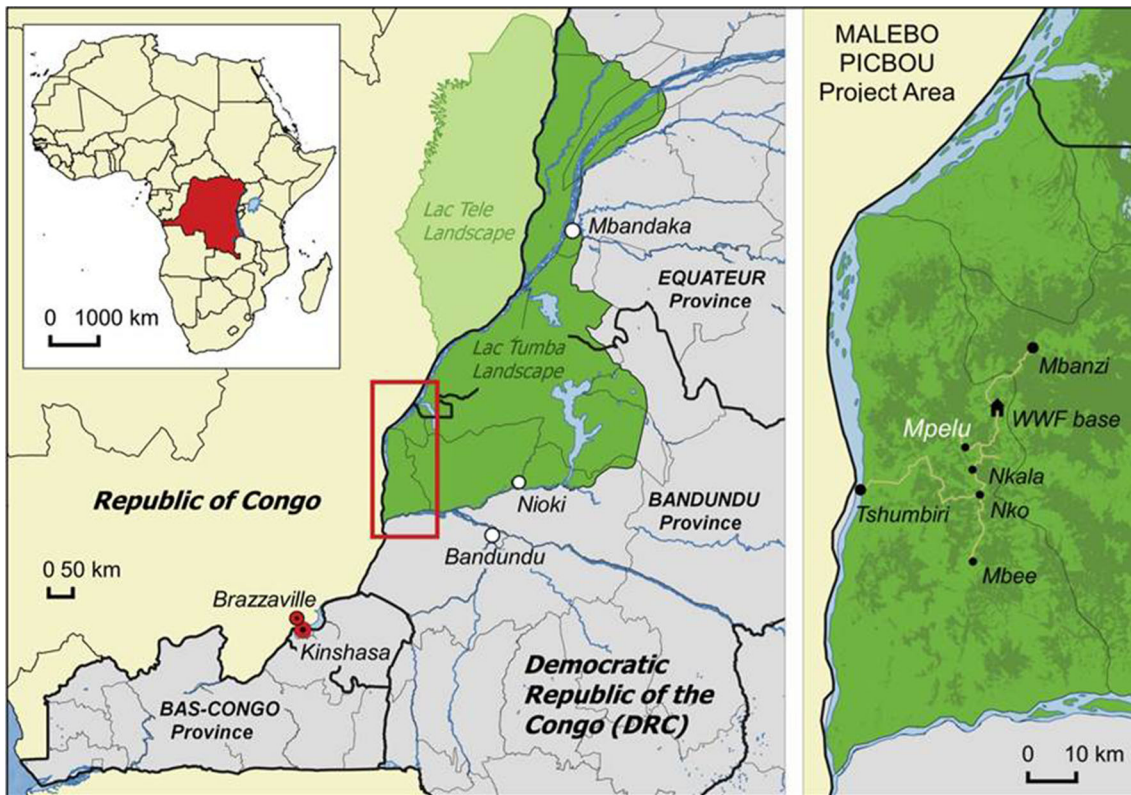 0 1000 km
Lac Tele
Landscape
Mbandaka
EQUATEUR
Province
Lac Tumba
Landscape
Republic of Congo
Nioki
BANDUNDU
Province
Bandundu
0 50 km
Brazzaville
Kinshasa
BAS-CONGO
Province
Democratic
Republic of the
Congo (DRC)
MALEBO
PICBOU
Project Area
Mbanzi
WWF base
Mpelu
Nkala
Tshumbiri
Nko
Mbee
0 10 km